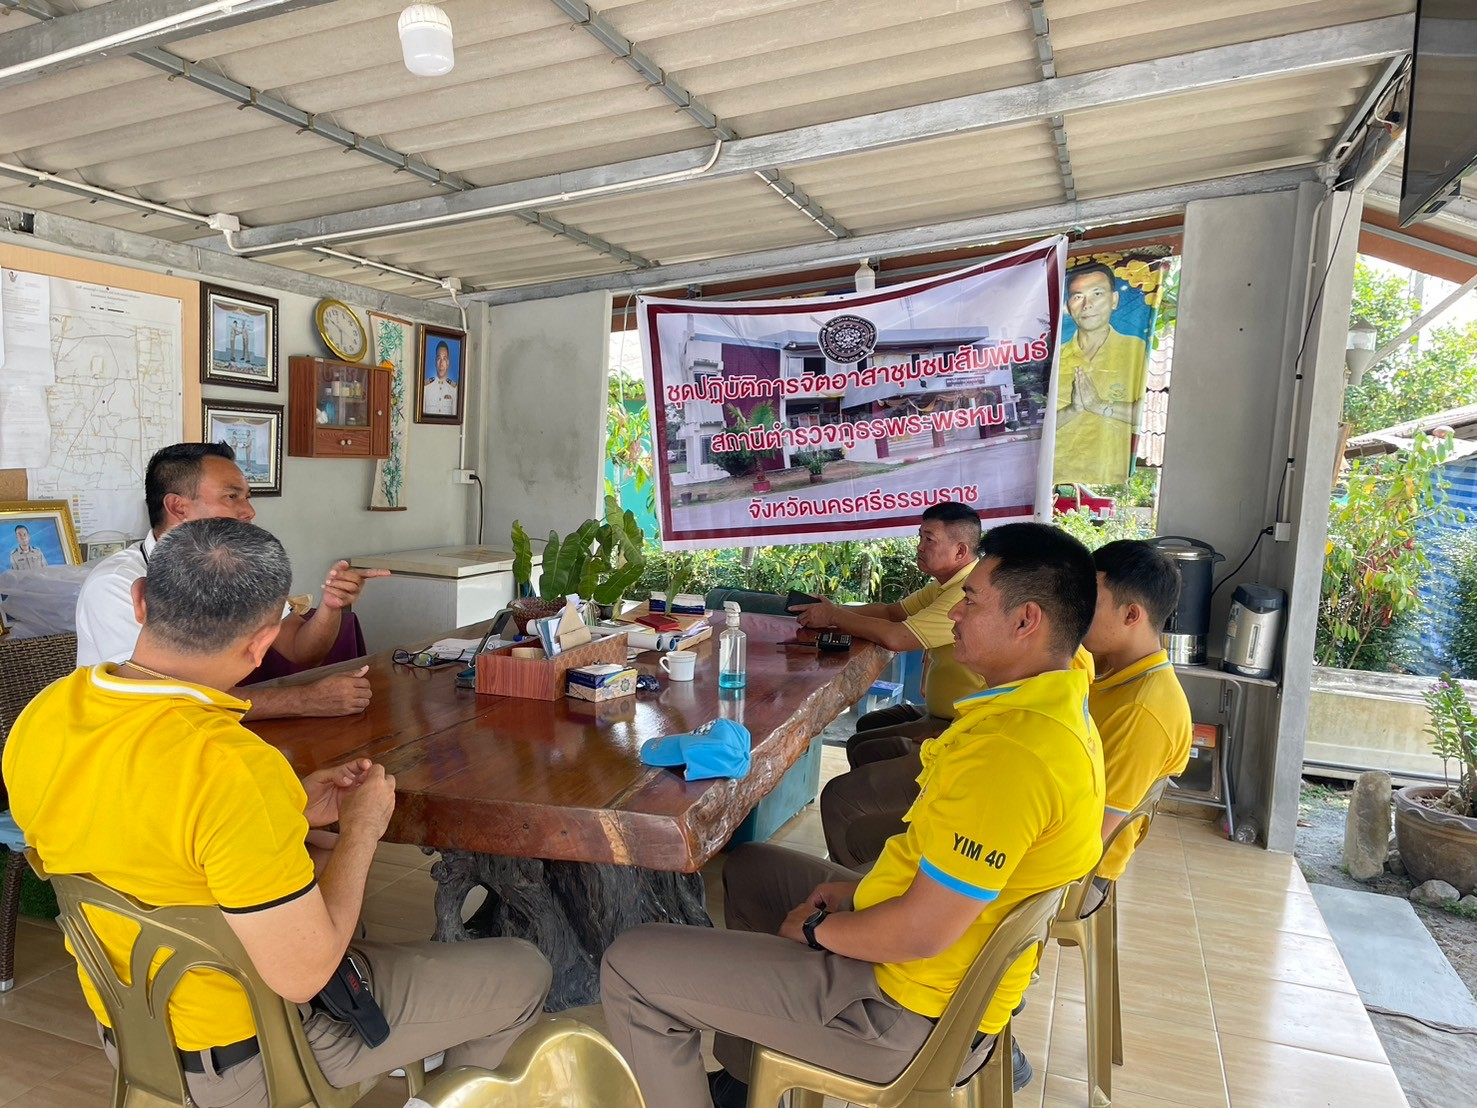 ชุดปฏิบัติการจิตอาสาชุมชนสัมพันธ์
สถานีตำรวจภูธรพระพรหม
จังหวัดนครศรีธรรมราช
YIM 40